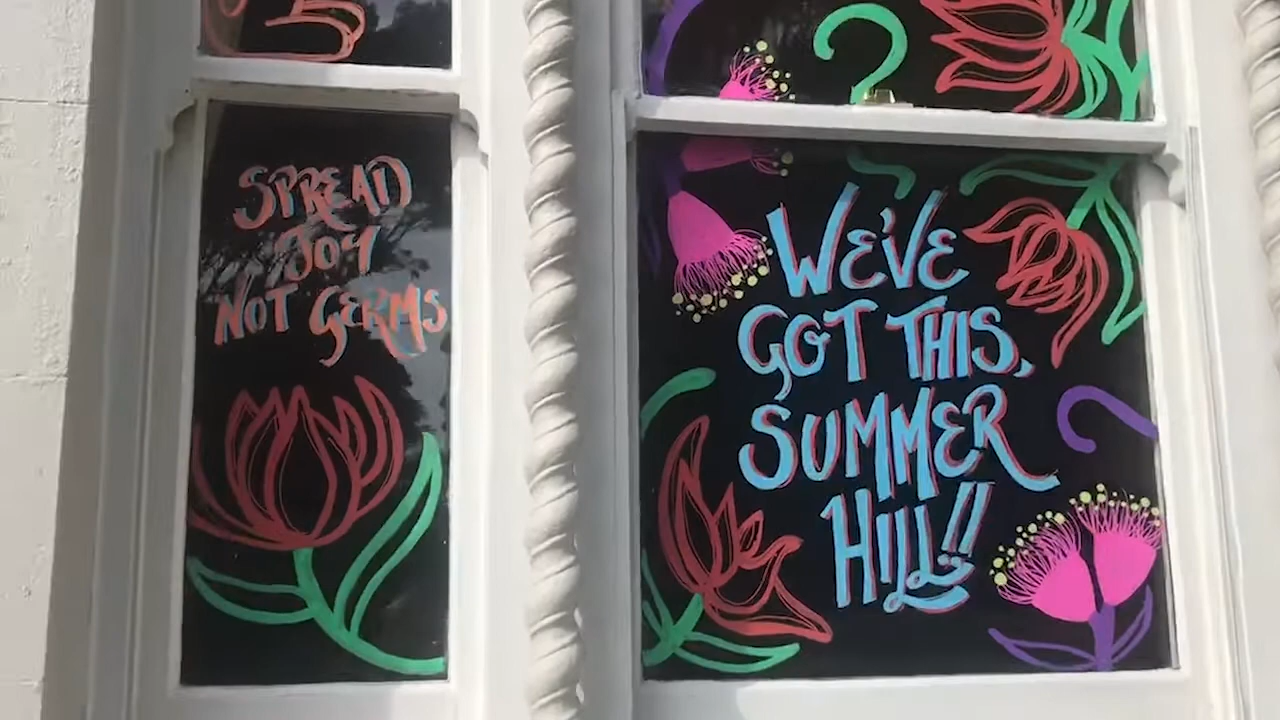 SPREAD
JOY
NOT GERMS
WE'VE
GOT THIS,
SUMMER
HILL!!